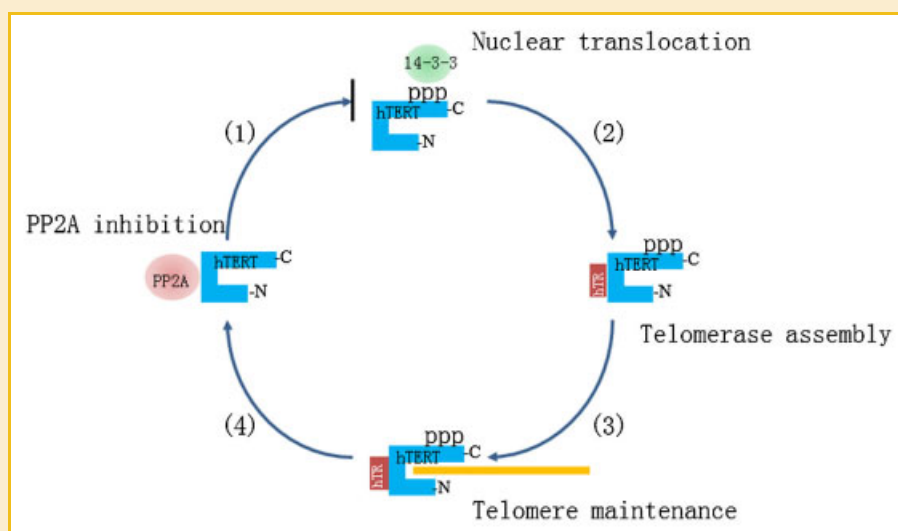 Nuclear translocation
14-3-3
ppp
hTERT
-C
-N
(1)
(2)
PP2A inhibition
hTERT
-C
PP2A
-N
ppp
hTERT
-C
hTR
-N
Telomerase assembly
(4)
(3)
ppp
hTERT
-C
hTR
-N
Telomere maintenance